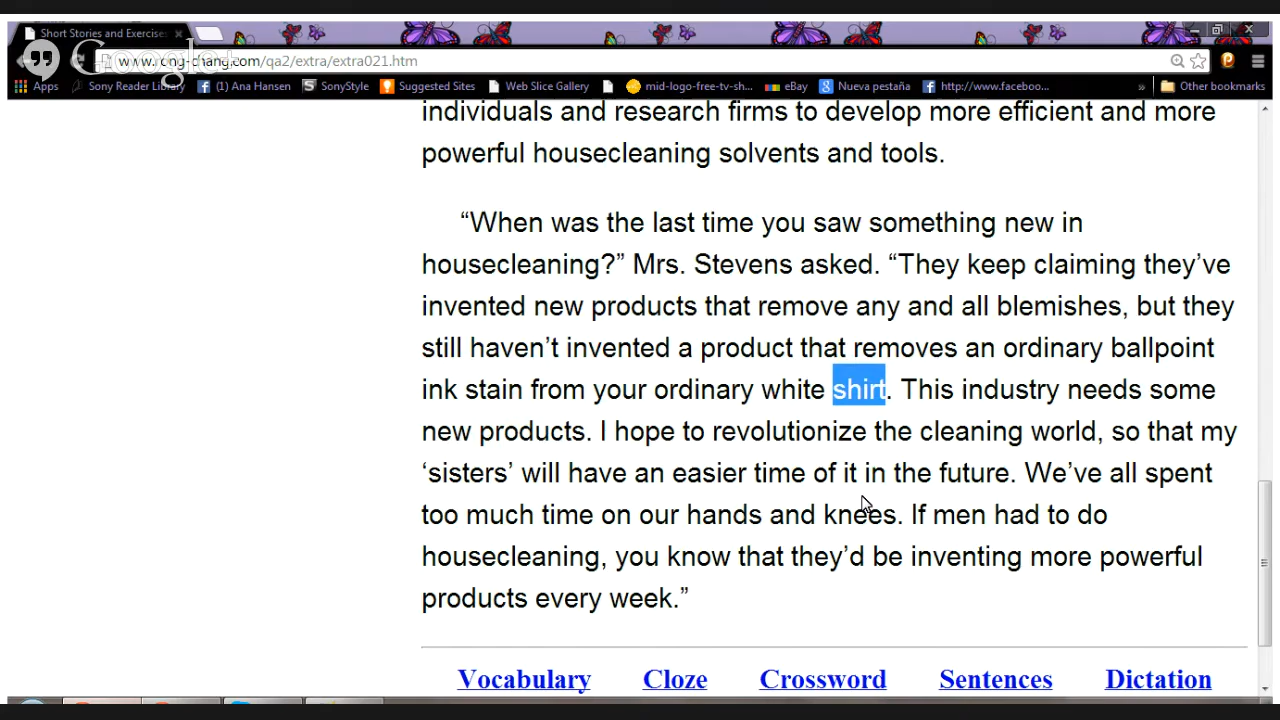 Short Stories and Exercises
Google+
www.rong-chang.com/qa2/extra/extra021.htm
Apps Sony Reader Library (1) Ana Hansen SonyStyle Suggested Sites Web Slice Gallery mid-logo-free-tv-sh... eBay Nueva pestaña http://www.faceboo... » Other bookmarks
individuals and research firms to develop more efficient and more
powerful housecleaning solvents and tools.
“When was the last time you saw something new in
housecleaning?” Mrs. Stevens asked. “They keep claiming they’ve
invented new products that remove any and all blemishes, but they
still haven’t invented a product that removes an ordinary ballpoint
ink stain from your ordinary white shirt. This industry needs some
new products. I hope to revolutionize the cleaning world, so that my
‘sisters’ will have an easier time of it in the future. We’ve all spent
too much time on our hands and knees. If men had to do
housecleaning, you know that they’d be inventing more powerful
products every week.”
Vocabulary Cloze Crossword Sentences Dictation